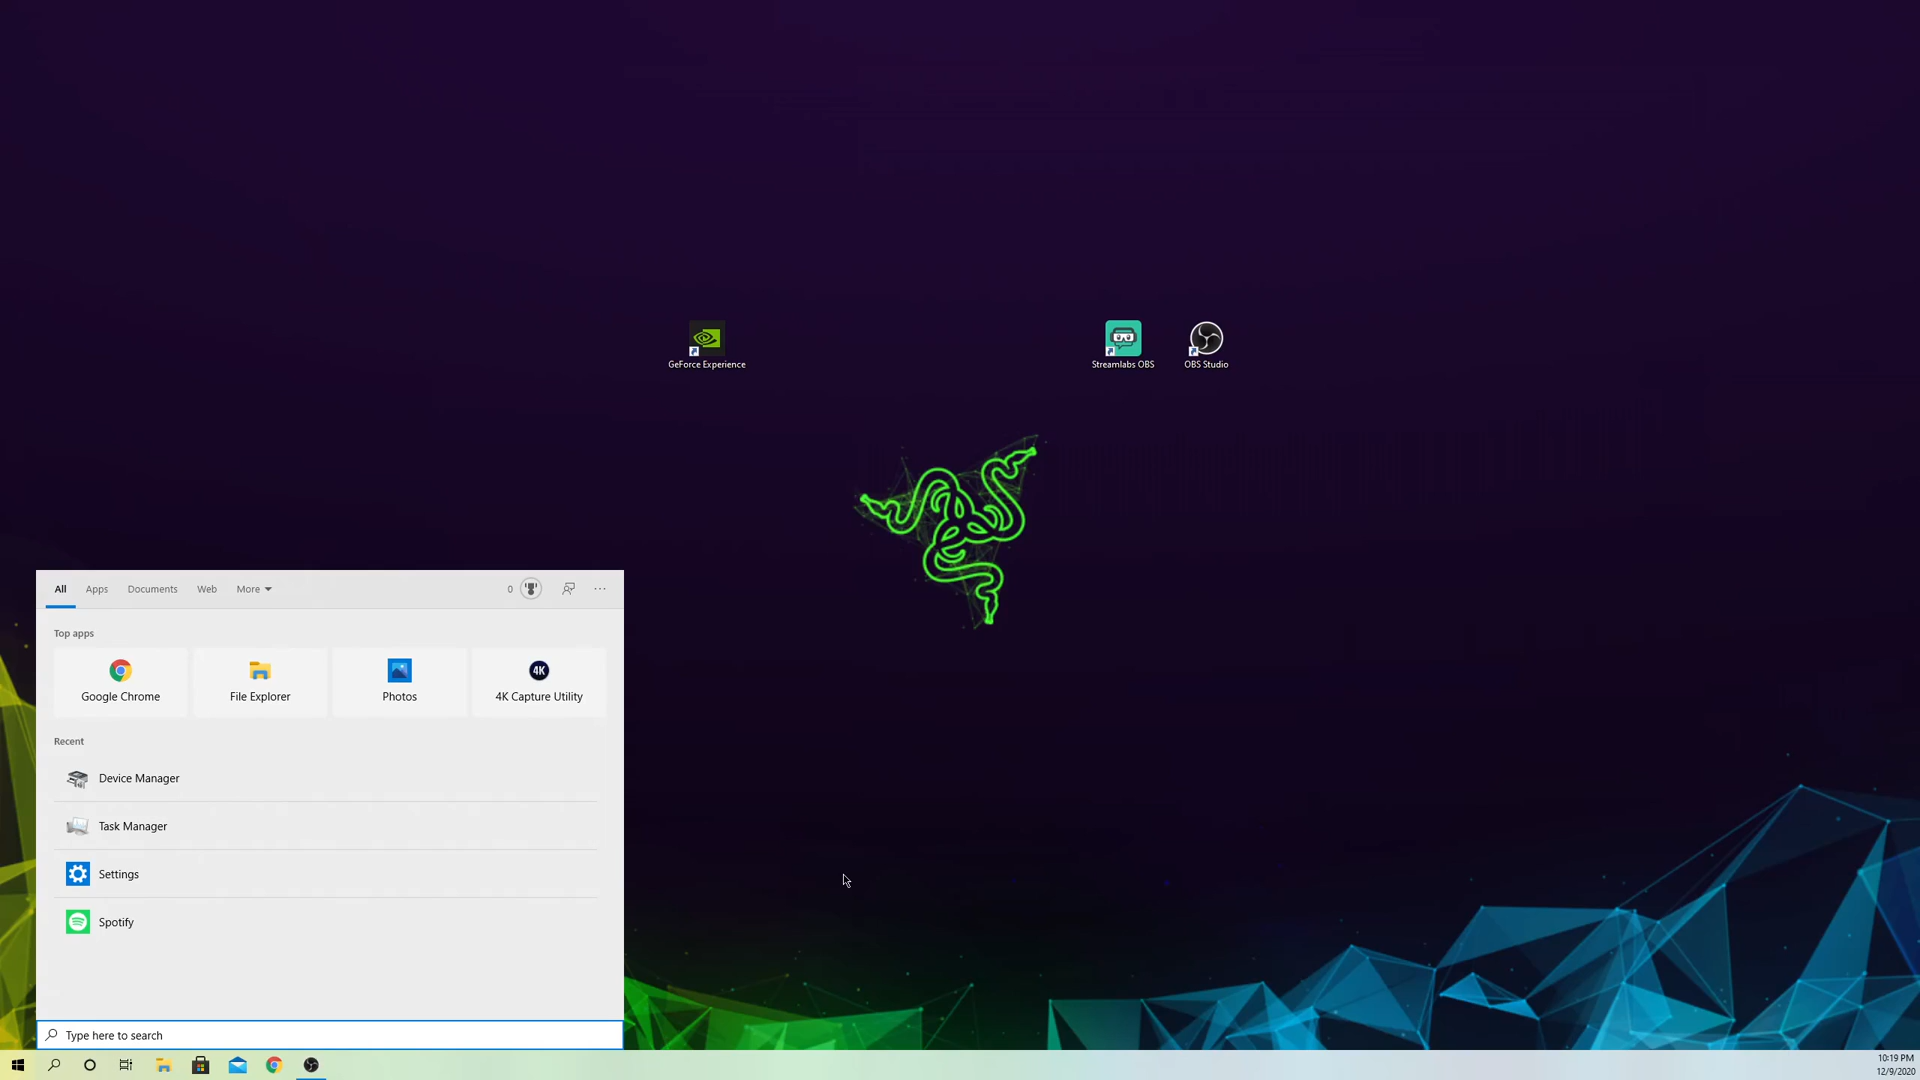 GeForce Experience
Streamlabs OBS
OBS Studio
All Apps Documents Web More 0
Top apps
4K
Google Chrome File Explorer Photos 4K Capture Utility
Recent
Device Manager
Task Manager
Settings
Spotify
Type here to search
10:19 PM
12/9/2020